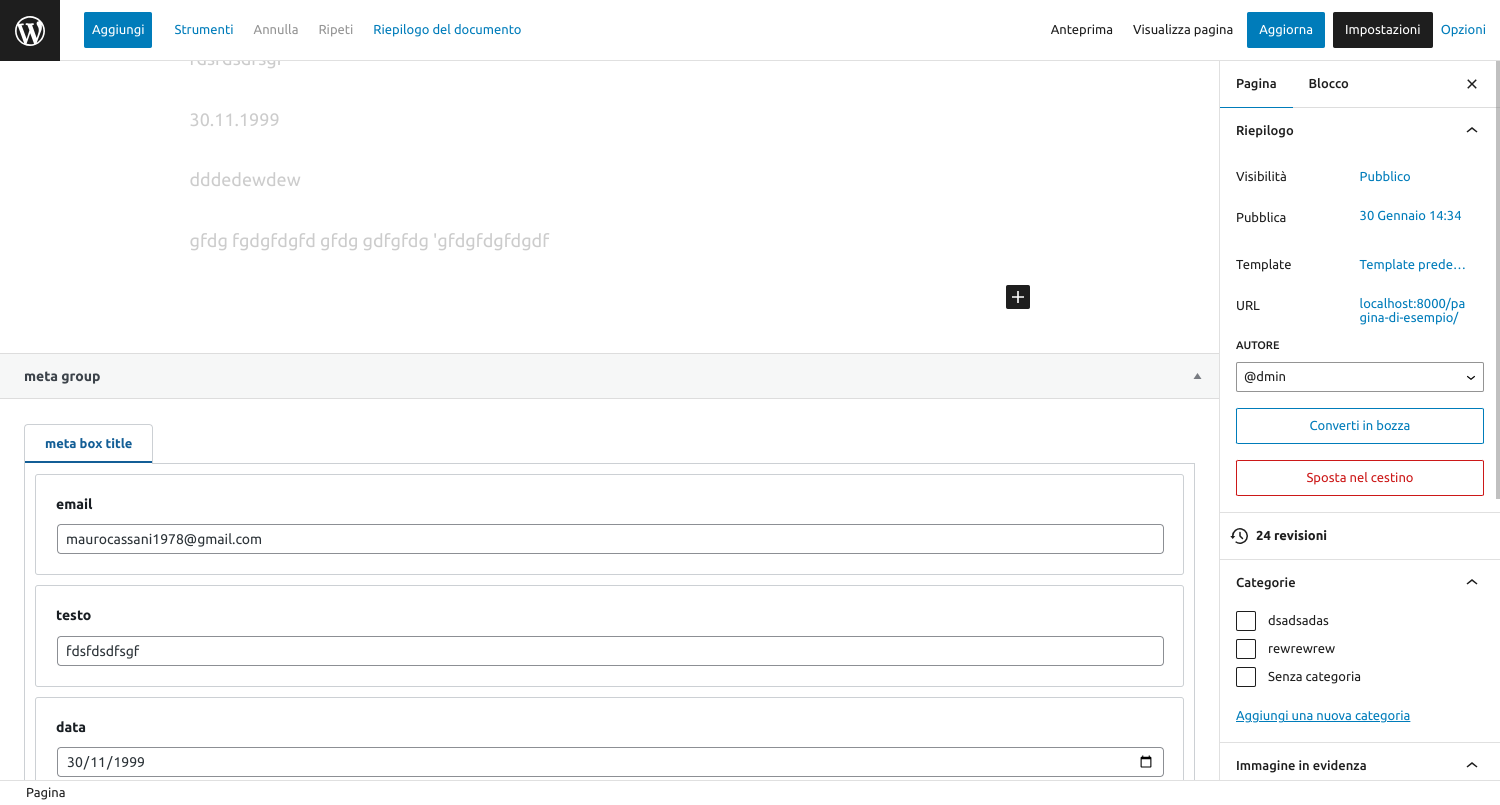 Aggiungi
Strumenti
Annulla
Ripeti
Riepilogo del documento
Anteprima
Visualizza pagina
Aggiorna
Impostazioni
Opzioni
30.11.1999
dddedewdew
gfdg fgdgfdgfd gfdg gdfgfdg 'gfdgfdgfdgdf
meta group
meta box title
email
maurocassani1978@gmail.com
testo
fdsfdsdfsgf
data
30/11/1999
Pagina
Pagina
Blocco
Riepilogo
Visibilità
Pubblico
Pubblica
30 Gennaio 14:34
Template
Template prede…
URL
localhost:8000/pa
gina-di-esempio/
AUTORE
@dmin
Converti in bozza
Sposta nel cestino
24 revisioni
Categorie
dsadsadas
rewrewrew
Senza categoria
Aggiungi una nuova categoria
Immagine in evidenza